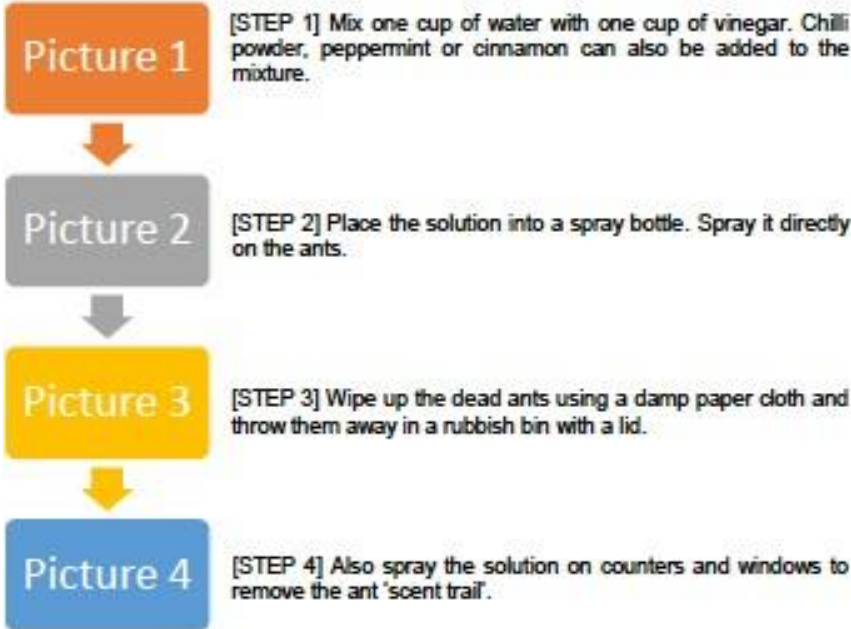 Picture 1
[STEP 1] Mix one cup of water with one cup of vinegar. Chilli
powder, peppermint or cinnamon can also be added to the
mixture.
Picture 2
[STEP 2] Place the solution into a spray bottle. Spray it directly
on the ants.
Picture 3
[STEP 3] Wipe up the dead ants using a damp paper cloth and
throw them away in a rubbish bin with a lid.
Picture 4
[STEP 4] Also spray the solution on counters and windows to
remove the ant 'scent trail'.